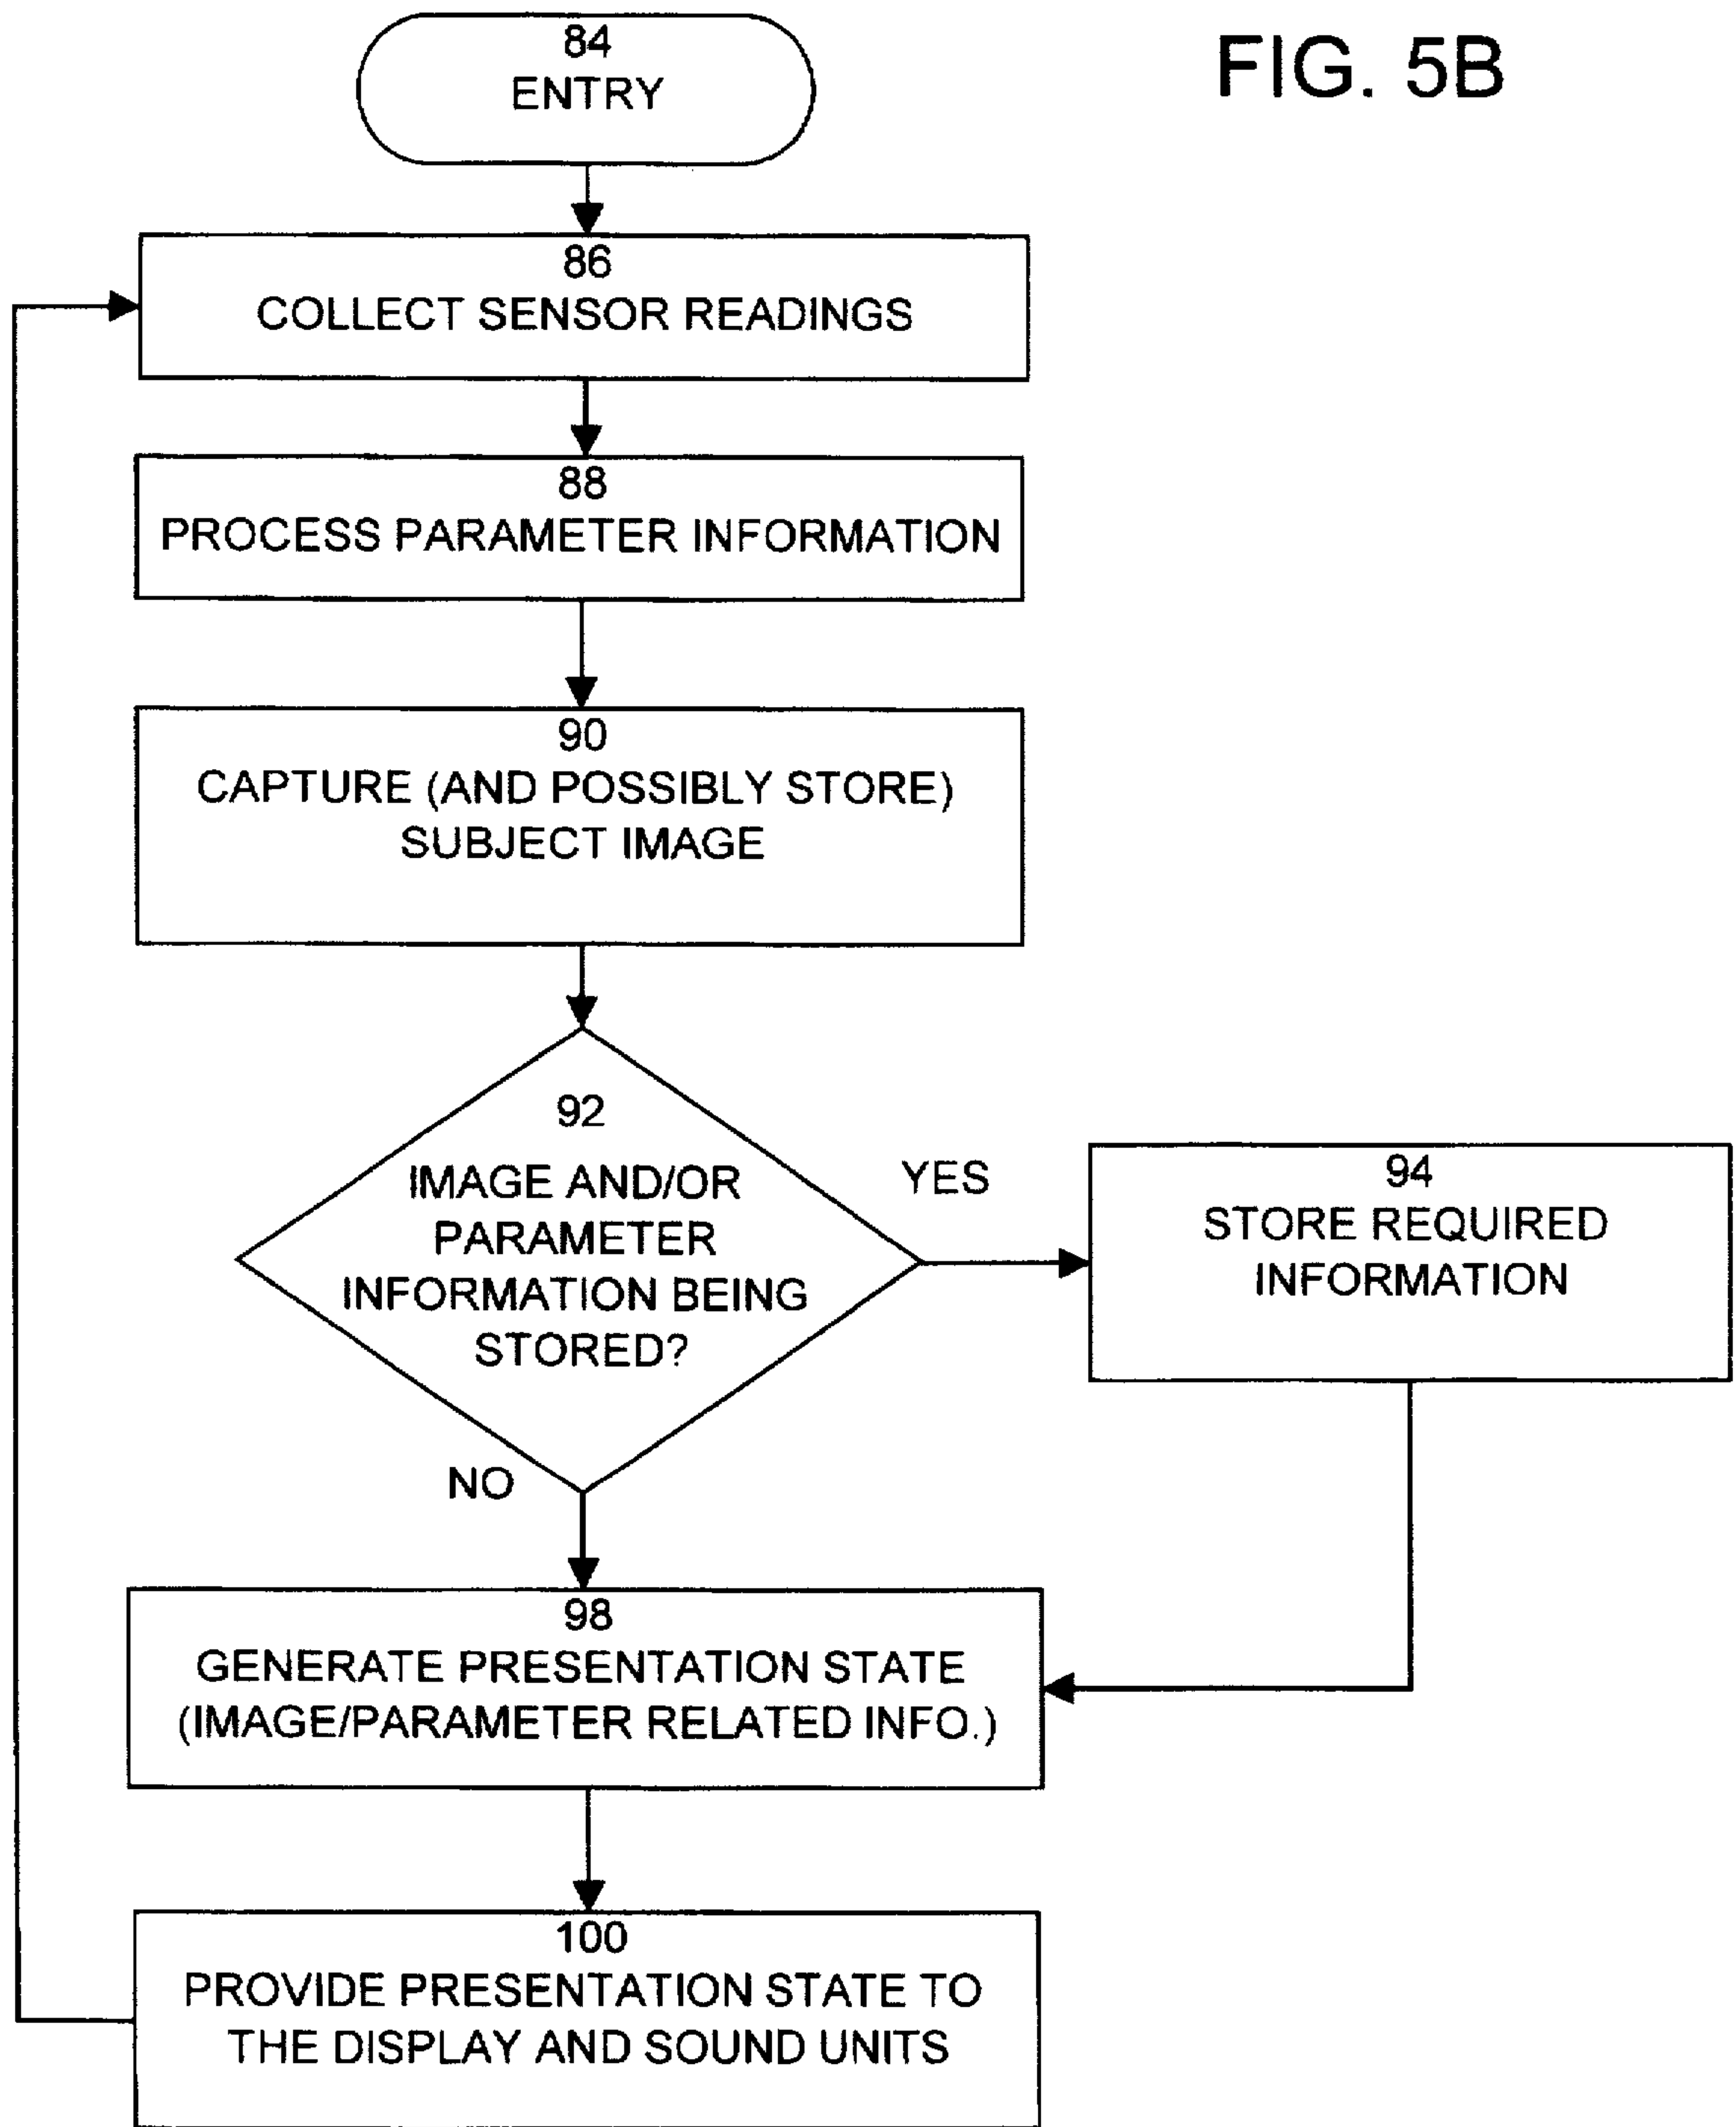 FIG. 5B
84
ENTRY
86
COLLECT SENSOR READINGS
88
PROCESS PARAMETER INFORMATION
90
CAPTURE (AND POSSIBLY STORE)
SUBJECT IMAGE
92
IMAGE AND/OR
PARAMETER
INFORMATION BEING
STORED?
YES
94
STORE REQUIRED
INFORMATION
NO
98
GENERATE PRESENTATION STATE
(IMAGE/PARAMETER RELATED INFO.)
100
PROVIDE PRESENTATION STATE TO
THE DISPLAY AND SOUND UNITS